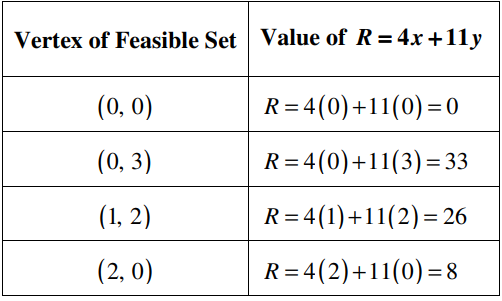 Vertex of Feasible Set Value of R = 4x + 11y
(0, 0) R = 4(0) + 11(0) = 0
(0, 3) R = 4(0) + 11(3) = 33
(1, 2) R = 4(1) + 11(2) = 26
(2, 0) R = 4(2) + 11(0) = 8